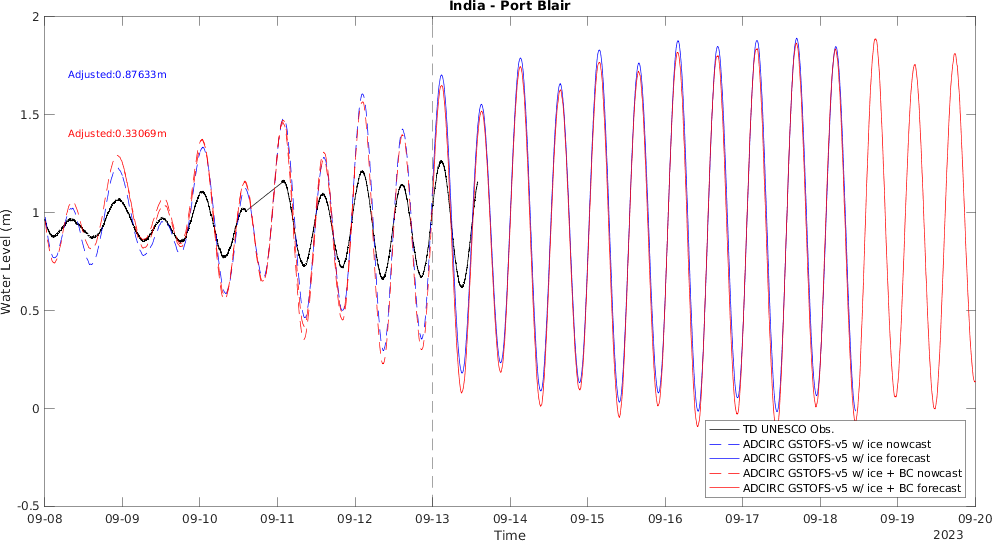 India - Port Blair
2
1.5
1
0.5
0
-0.5
Water Level (m)
Adjusted:0.87633m
Adjusted:0.33069m
TD UNESCO Obs.
ADCIRC GSTOFS-v5 w/ ice nowcast
ADCIRC GSTOFS-v5 w/ ice forecast
ADCIRC GSTOFS-v5 w/ ice + BC nowcast
ADCIRC GSTOFS-v5 w/ ice + BC forecast
09-08 09-09 09-10 09-11 09-12 09-13 09-14 09-15 09-16 09-17 09-18 09-19 09-20
Time
2023